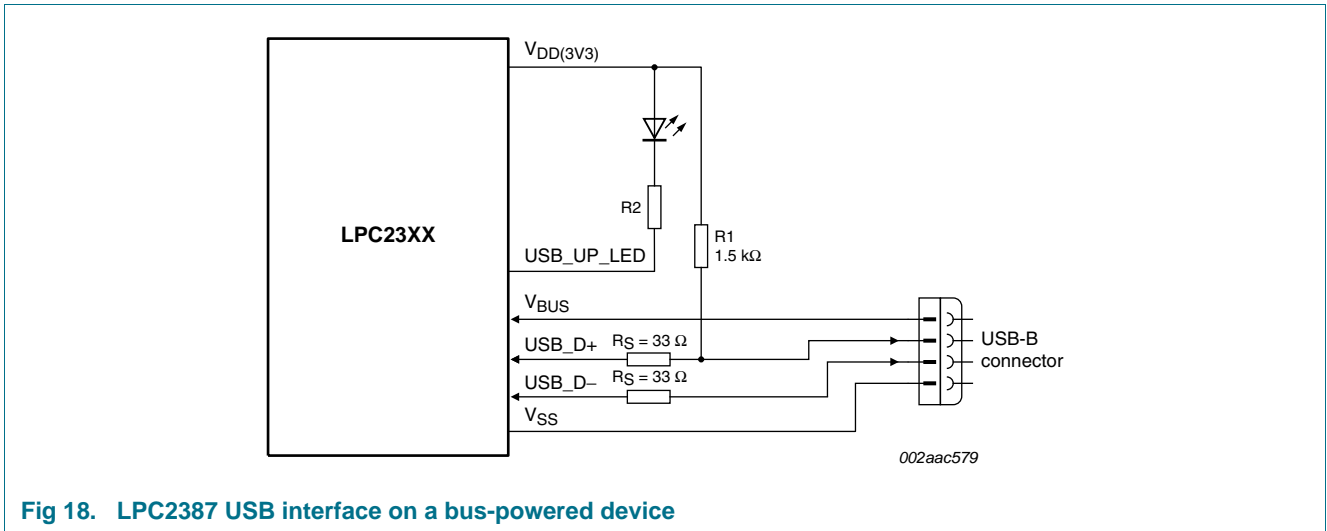 VDD(3V3)
R2
LPC23XX
R1
1.5 kΩ
USB_UP_LED
VBUS
USB_D+ RS = 33 Ω
USB-B
connector
USB_D− RS = 33 Ω
VSS
002aac579
Fig 18. LPC2387 USB interface on a bus-powered device